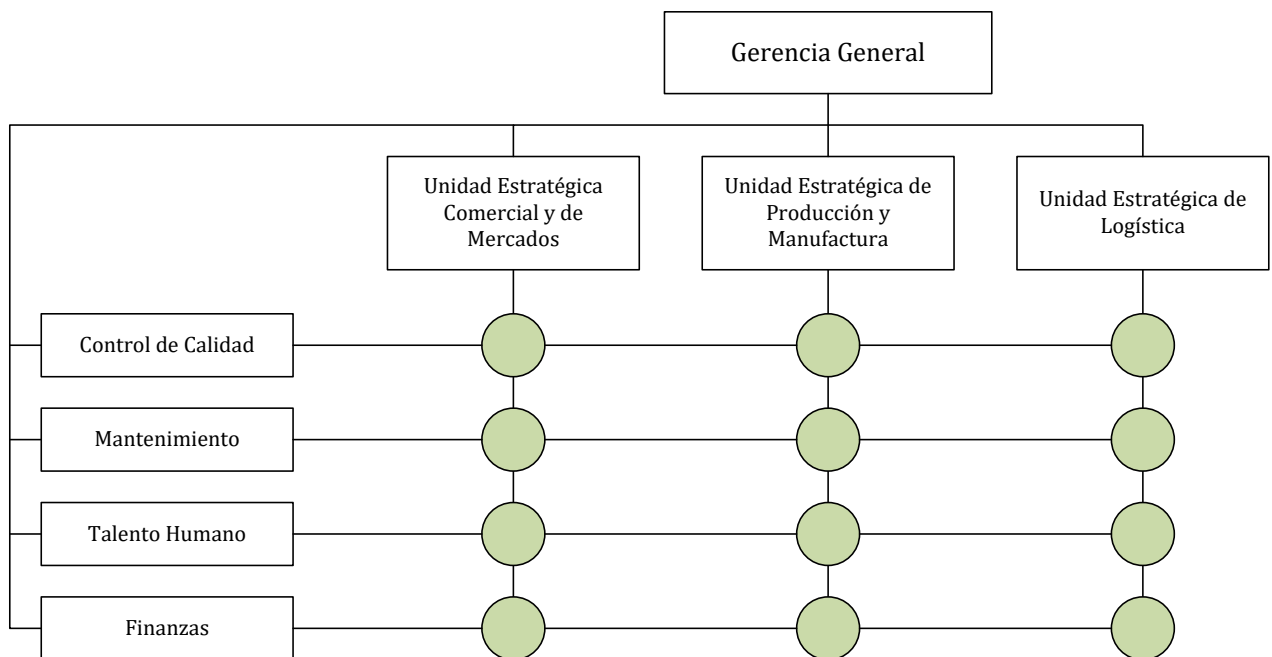 Gerencia General
Unidad Estratégica
Comercial y de
Mercados
Unidad Estratégica de
Producción y
Manufactura
Unidad Estratégica de
Logística
Control de Calidad
Mantenimiento
Talento Humano
Finanzas